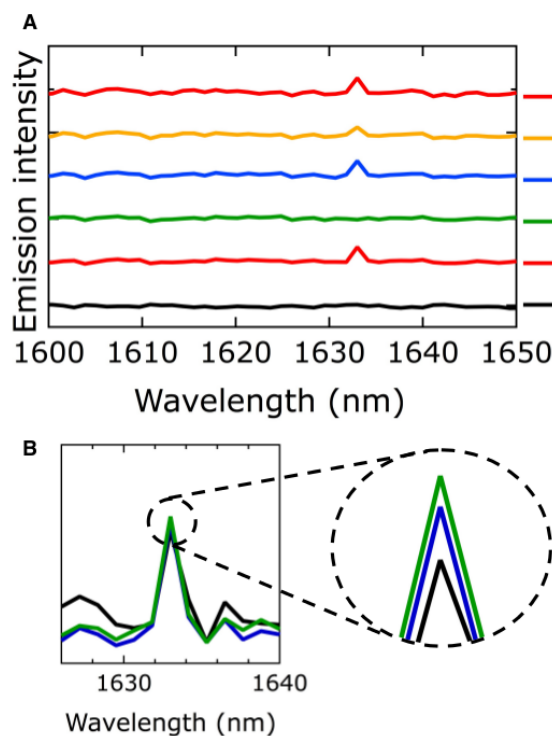 A
Emission intensity
1600 1610 1620 1630 1640 1650
Wavelength (nm)
B
1630 1640
Wavelength (nm)